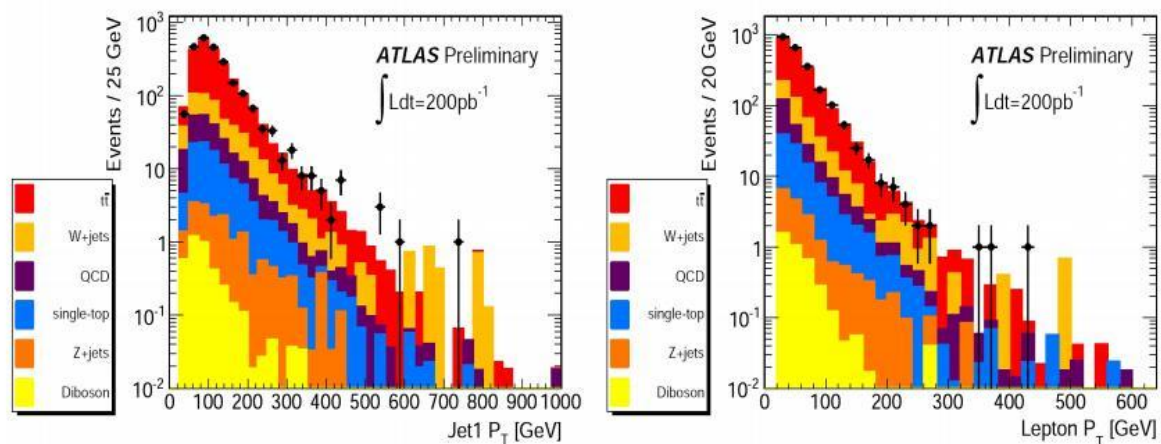 Events / 25 GeV
10³
10²
10
1
10⁻¹
10⁻²
ATLAS Preliminary
∫Ldt=200pb⁻¹
tt̄
W+jets
QCD
single-top
Z+jets
Diboson
0 100 200 300 400 500 600 700 800 900 1000
Jet1 P_T [GeV]
Events / 20 GeV
10³
10²
10
1
10⁻¹
10⁻²
ATLAS Preliminary
∫Ldt=200pb⁻¹
tt̄
W+jets
QCD
single-top
Z+jets
Diboson
0 100 200 300 400 500 600
Lepton P_T [GeV]